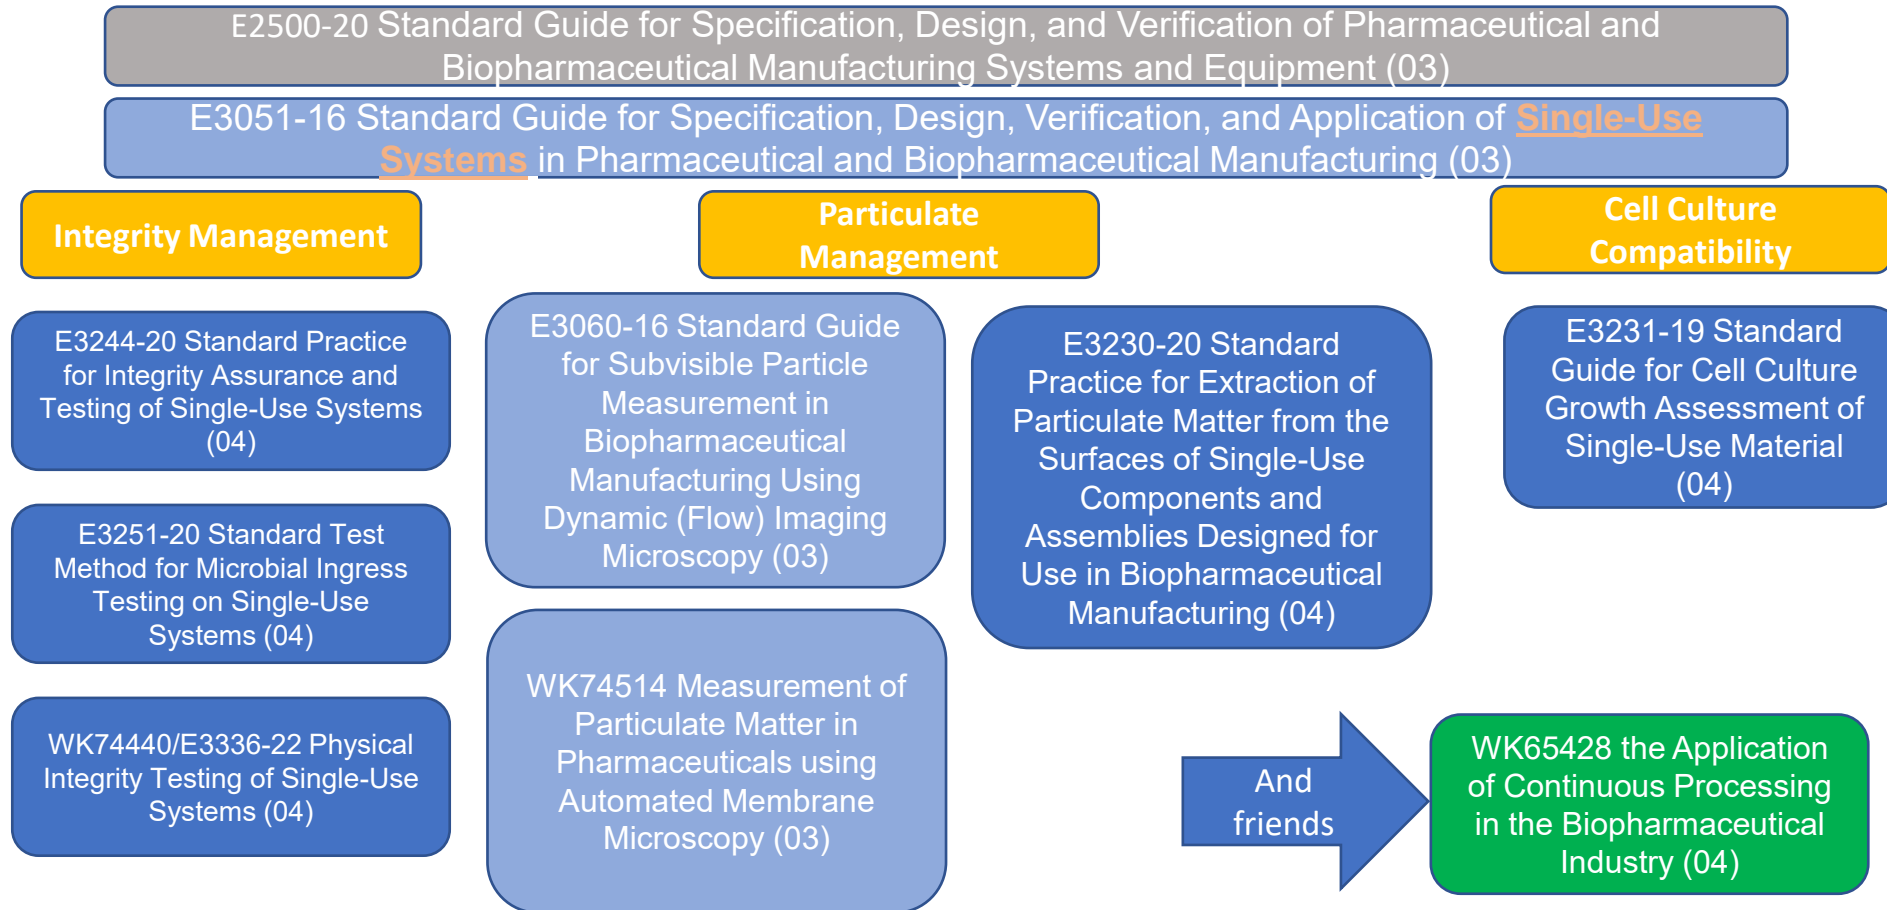 E2500-20 Standard Guide for Specification, Design, and Verification of Pharmaceutical and
Biopharmaceutical Manufacturing Systems and Equipment (03)
E3051-16 Standard Guide for Specification, Design, Verification, and Application of Single-Use
Systems in Pharmaceutical and Biopharmaceutical Manufacturing (03)
Integrity Management
E3244-20 Standard Practice
for Integrity Assurance and
Testing of Single-Use Systems
(04)
E3251-20 Standard Test
Method for Microbial Ingress
Testing on Single-Use
Systems (04)
WK74440/E3336-22 Physical
Integrity Testing of Single-Use
Systems (04)
Particulate
Management
E3060-16 Standard Guide
for Subvisible Particle
Measurement in
Biopharmaceutical
Manufacturing Using
Dynamic (Flow) Imaging
Microscopy (03)
WK74514 Measurement of
Particulate Matter in
Pharmaceuticals using
Automated Membrane
Microscopy (03)
E3230-20 Standard
Practice for Extraction of
Particulate Matter from the
Surfaces of Single-Use
Components and
Assemblies Designed for
Use in Biopharmaceutical
Manufacturing (04)
Cell Culture
Compatibility
E3231-19 Standard
Guide for Cell Culture
Growth Assessment of
Single-Use Material
(04)
And
friends
WK65428 the Application
of Continuous Processing
in the Biopharmaceutical
Industry (04)